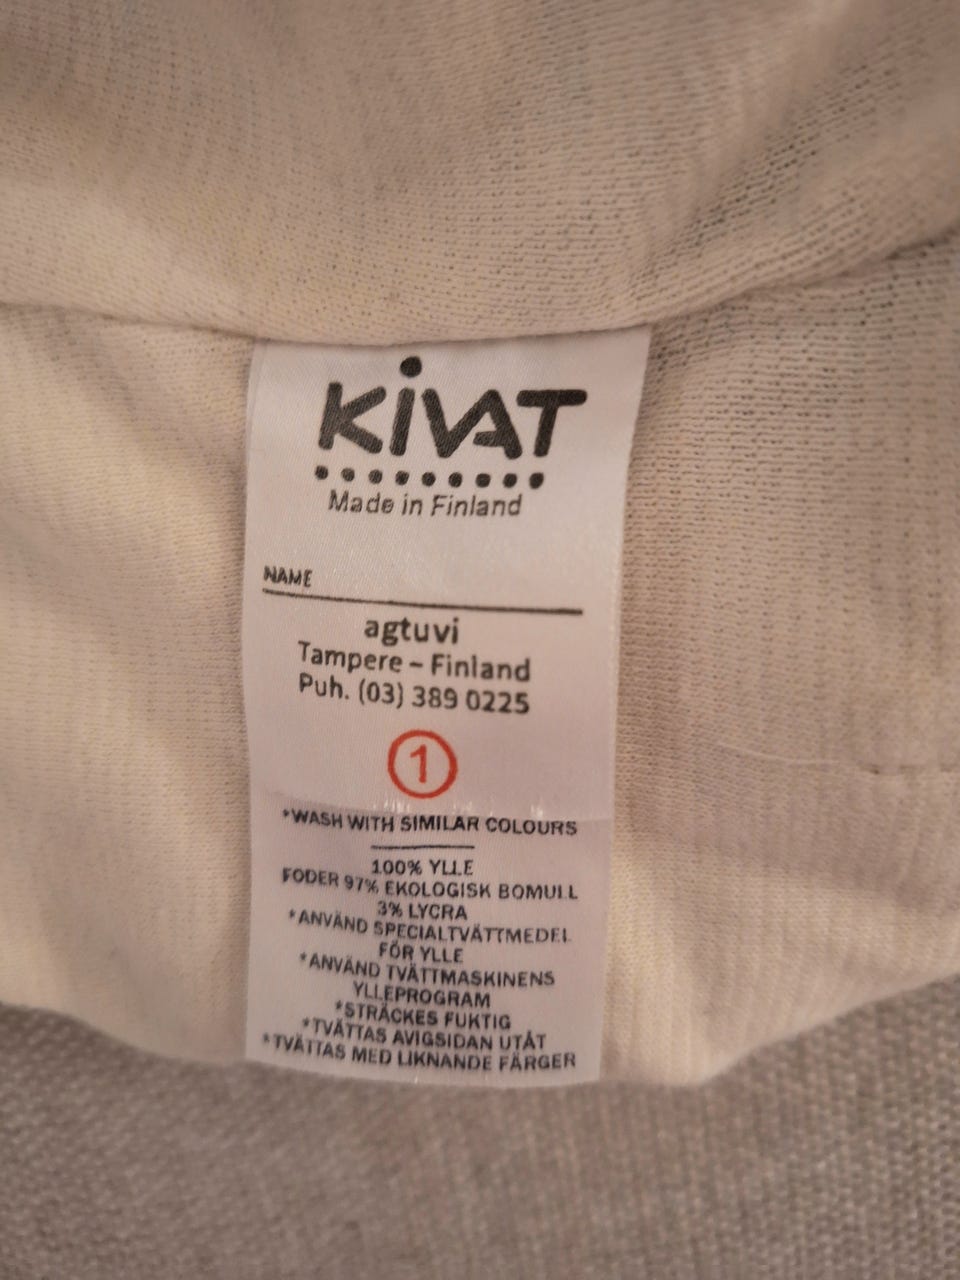 KiVAT
Made in Finland
NAME
agtuvi
Tampere – Finland
Puh. (03) 389 0225
1
*WASH WITH SIMILAR COLOURS
100% YLLE
FODER 97% EKOLOGISK BOMULL
3% LYCRA
*ANVÄND SPECIALTVÄTTMEDEL
FÖR YLLE
*ANVÄND TVÄTTMASKINENS
YLLEPROGRAM
*STRÄCKES FUKTIG
*TVÄTTAS AVIGSIDAN UTÅT
*TVÄTTAS MED LIKNANDE FÄRGER